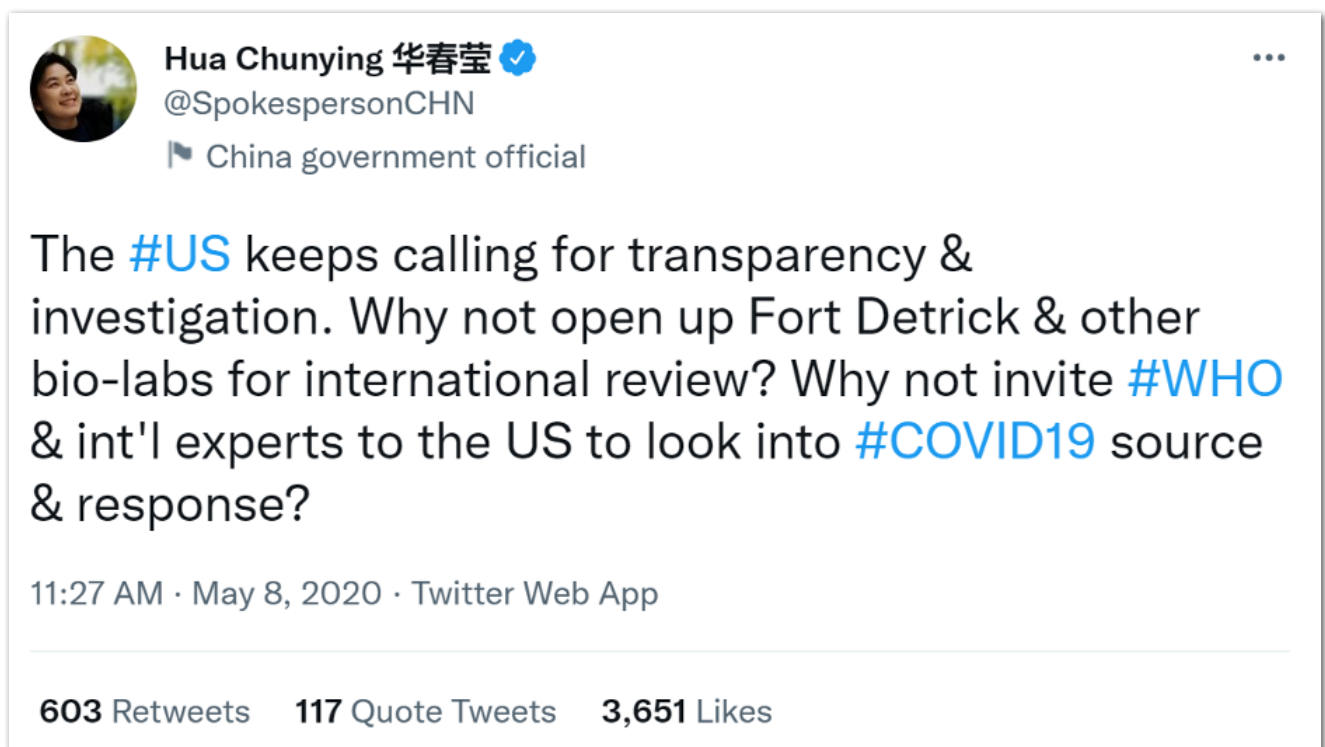 Hua Chunying 华春莹
@SpokespersonCHN
China government official
The #US keeps calling for transparency &
investigation. Why not open up Fort Detrick & other
bio-labs for international review? Why not invite #WHO
& int'l experts to the US to look into #COVID19 source
& response?
11:27 AM · May 8, 2020 · Twitter Web App
603 Retweets 117 Quote Tweets 3,651 Likes